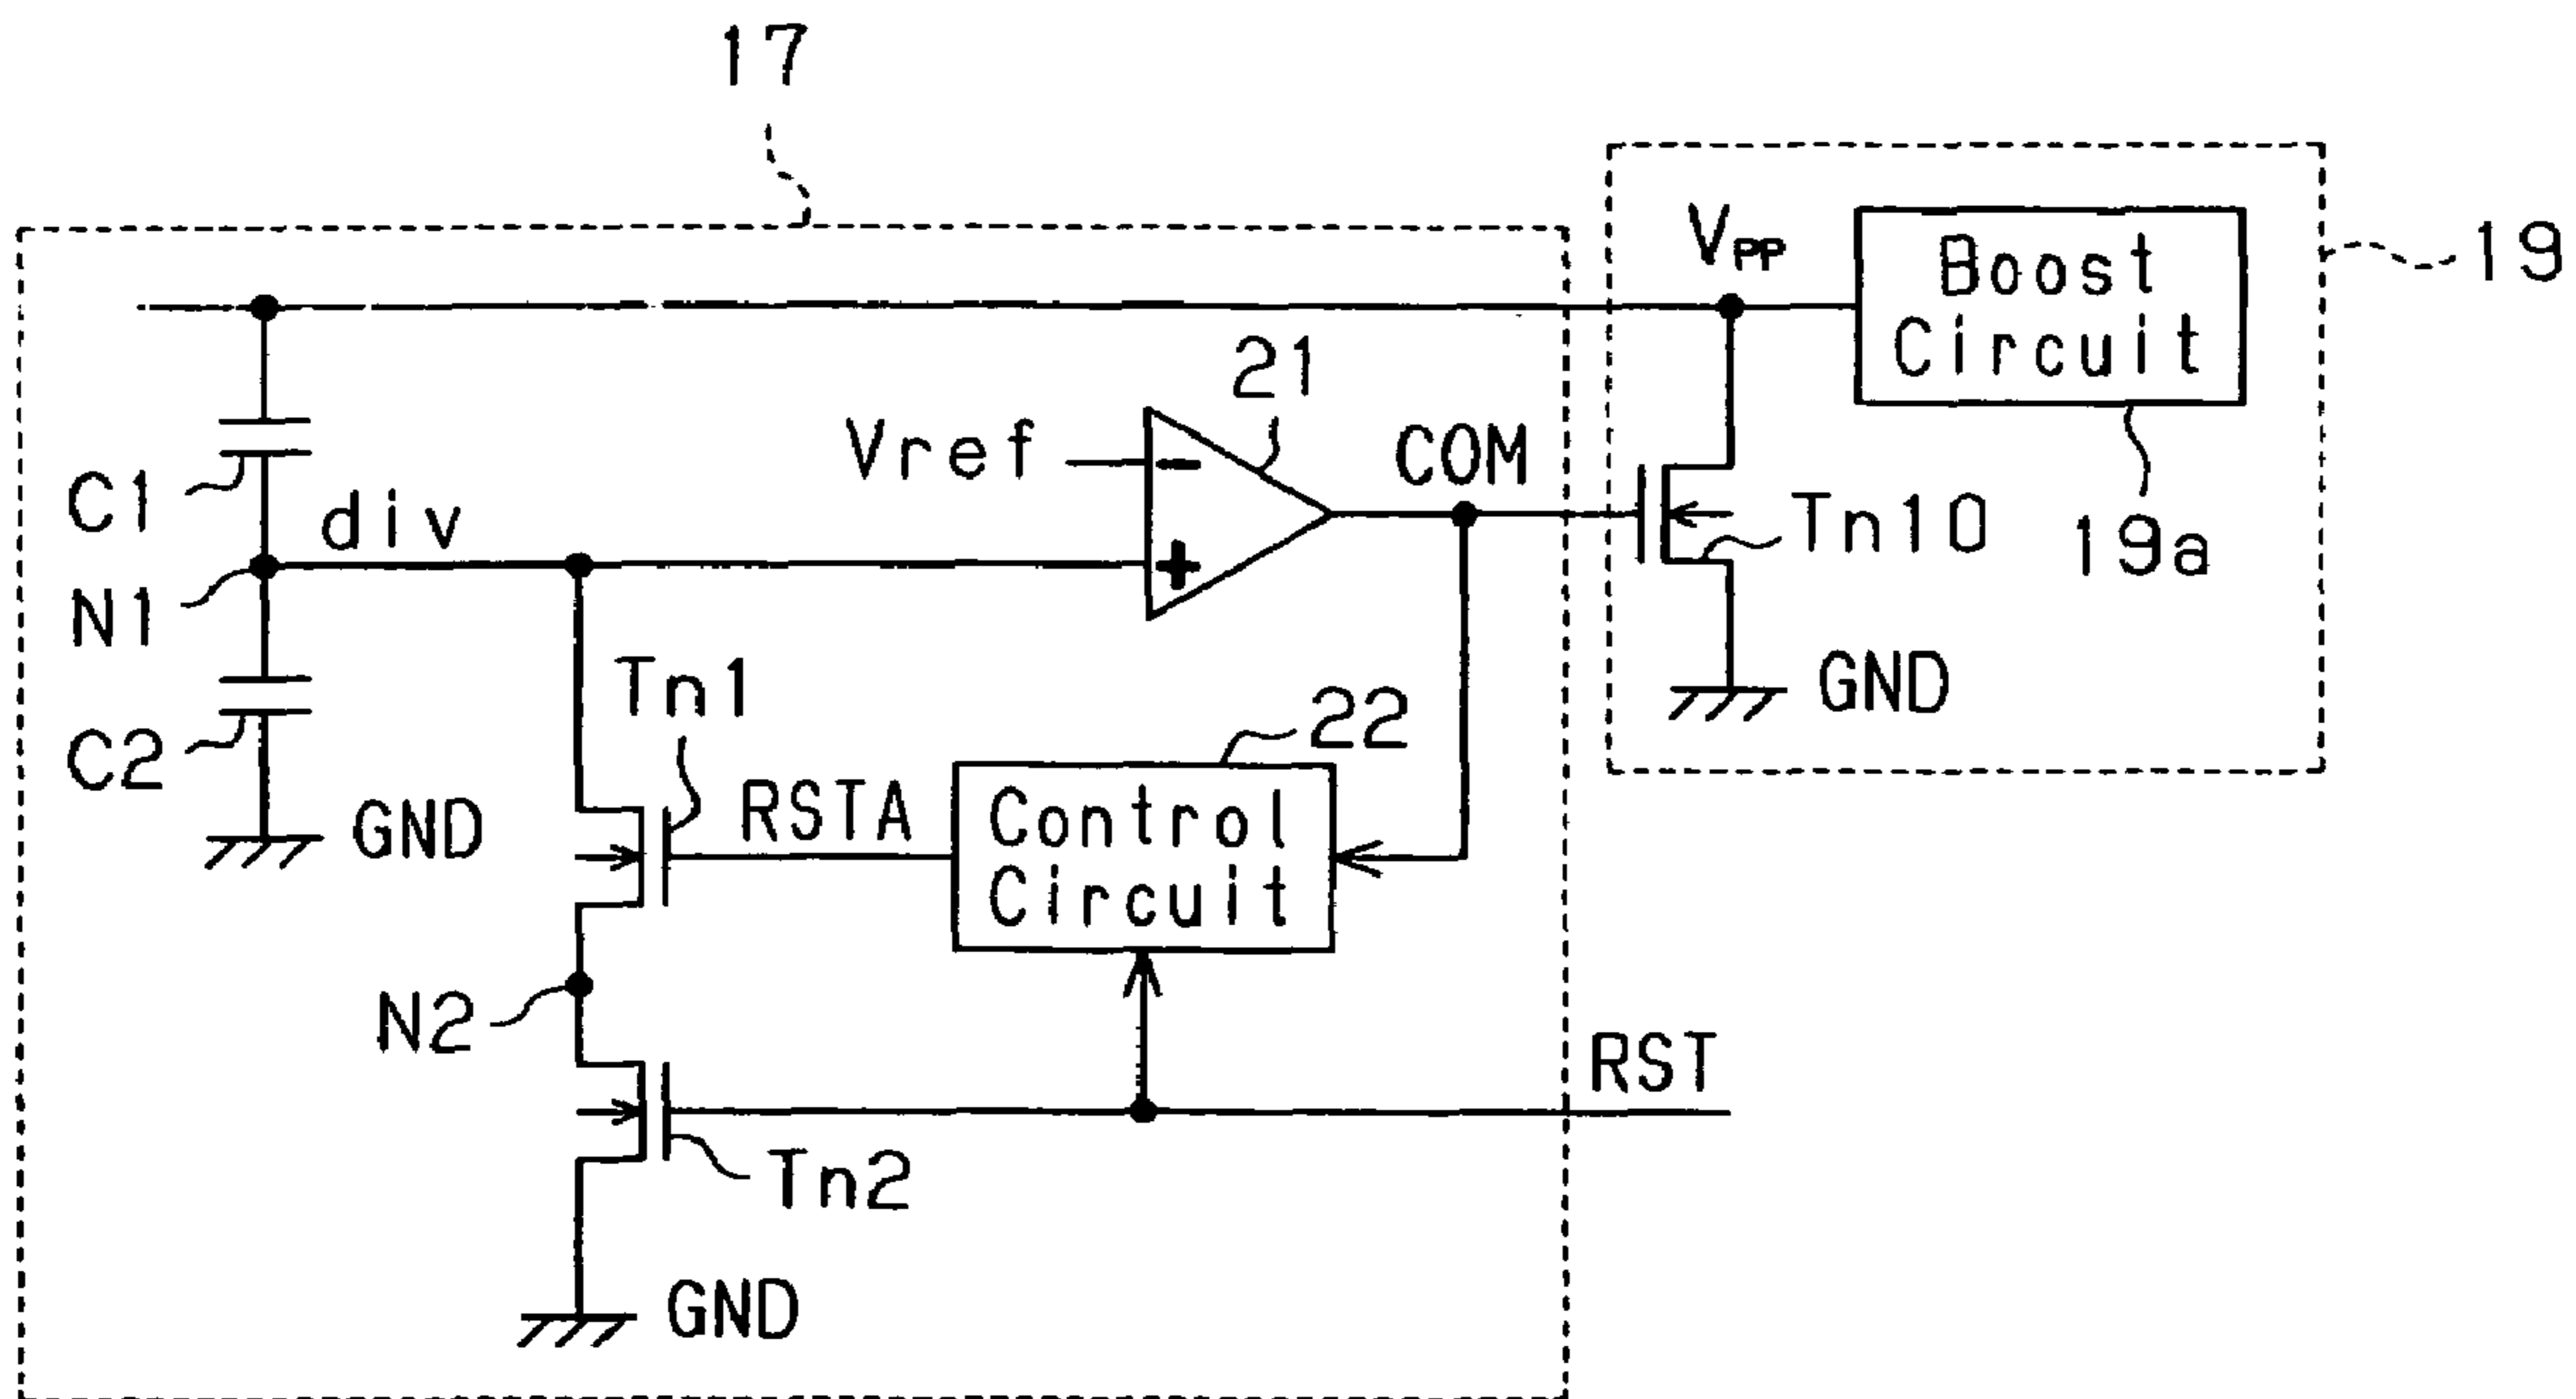 17
19
VPP
Boost
Circuit
19a
21
Vref
COM
Tn10
C1
div
N1
Tn1
GND
C2
GND
RSTA
22
Control
Circuit
N2
RST
Tn2
GND